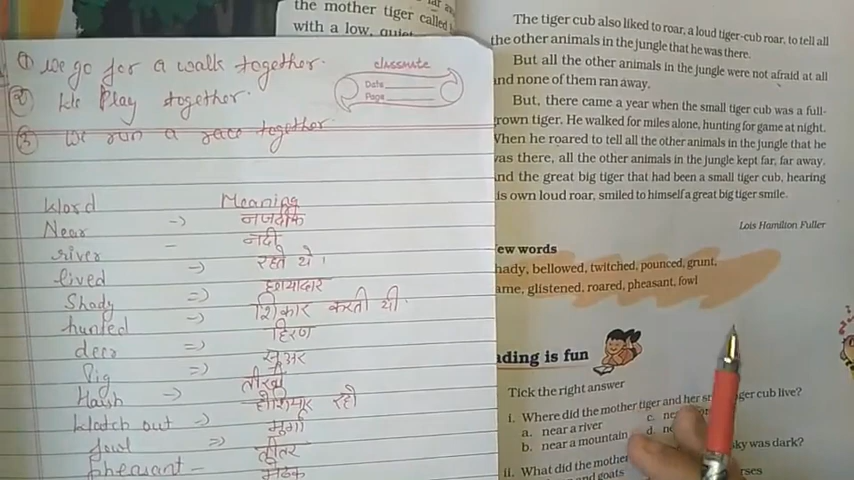 the mother tiger called
with a low, quiet
① We go for a walk together.
② We Play together.
③ We run a race together.
classmate
Date
Page
Word Meaning
Near -> नजदीक
river - नदी
lived -> रहते थे।
Shady => छायादार
hunted -> शिकार करती थी
deer => हिरण
Pig => सूअर
Harsh -> तीखी
Watch out -> होशियार रहो
fowl => मुर्गा
pheasant - तीतर
मेढक
The tiger cub also liked to roar, a loud tiger-cub roar, to tell all
the other animals in the jungle that he was there.
But all the other animals in the jungle were not afraid at all
and none of them ran away.
But, there came a year when the small tiger cub was a full-
grown tiger. He walked for miles alone, hunting for game at night.
When he roared to tell all the other animals in the jungle that he
was there, all the other animals in the jungle kept far, far away.
And the great big tiger that had been a small tiger cub, hearing
his own loud roar, smiled to himself a great big tiger smile.
Lois Hamilton Fuller
ew words
hady, bellowed, twitched, pounced, grunt,
ame, glistened, roared, pheasant, fowl
ading is fun
Tick the right answer
i. Where did the mother tiger and her sm tiger cub live?
a. near a river c. ne
b. near a mountain d. ne
ii. What did the mothe ky was dark?
and goats rses